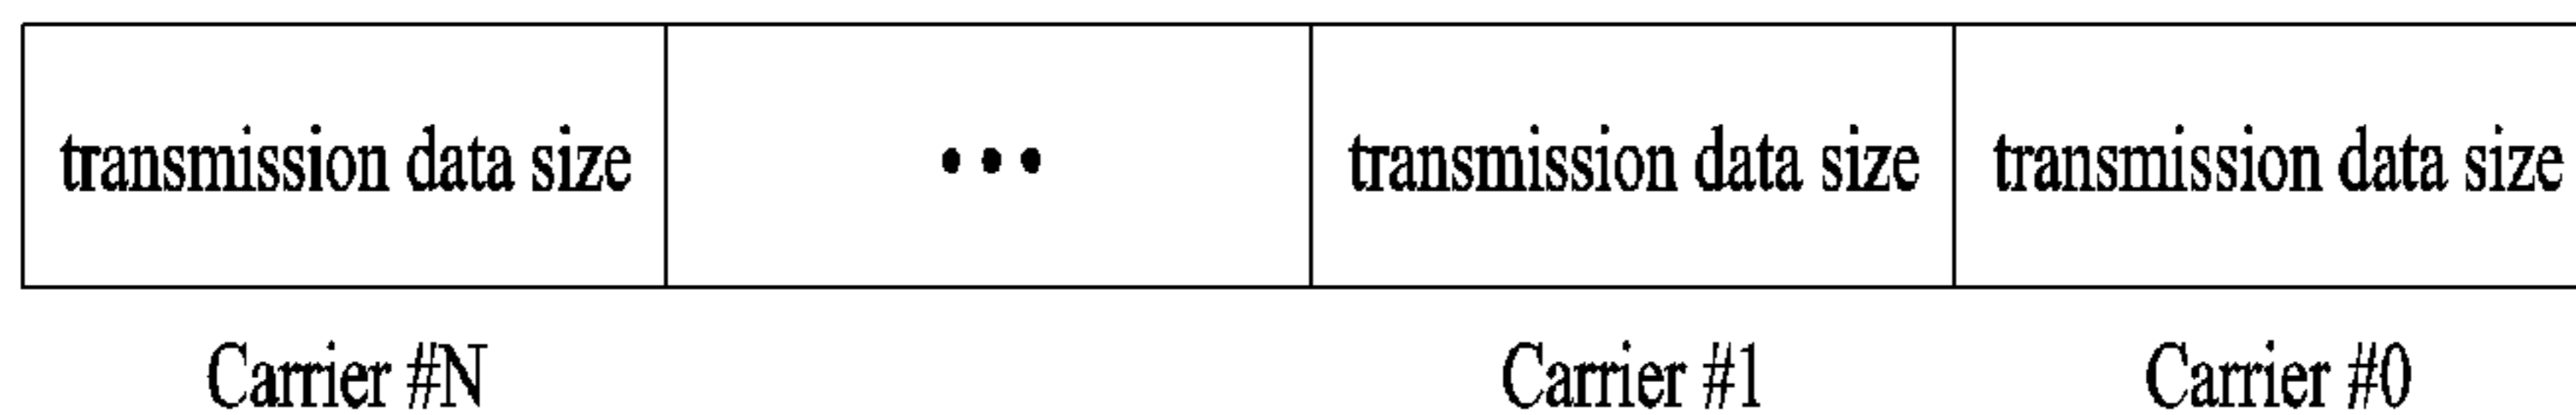 transmission data size ••• transmission data size transmission data size
Carrier #N Carrier #1 Carrier #0